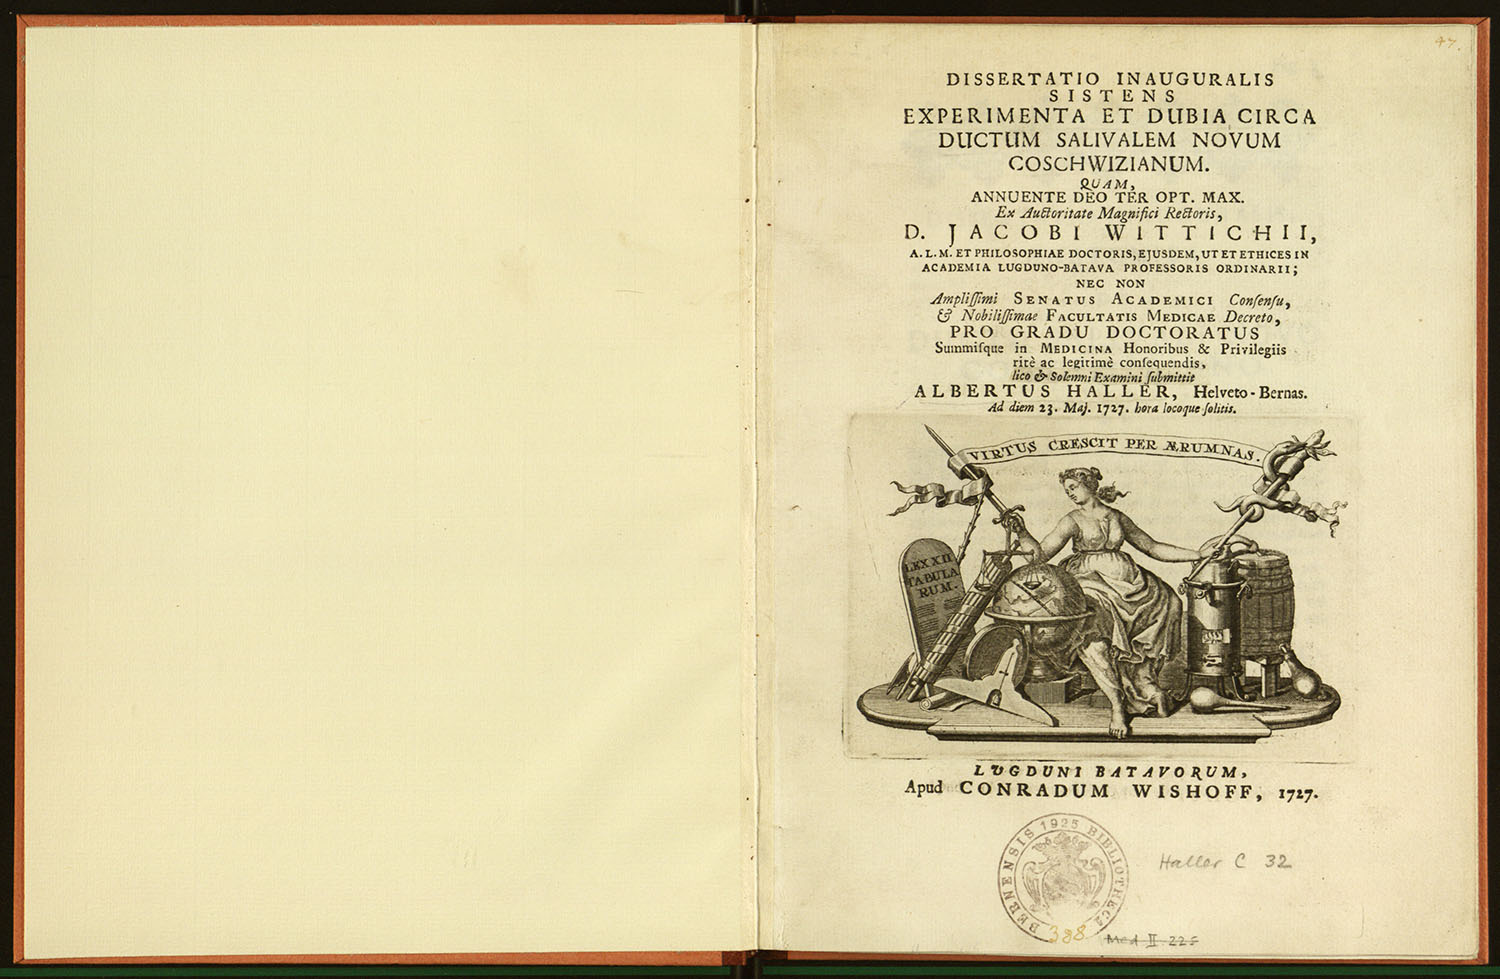 47.
DISSERTATIO INAUGURALIS
SISTENS
EXPERIMENTA ET DUBIA CIRCA
DUCTUM SALIVALEM NOVUM
COSCHWIZIANUM.
QUAM,
ANNUENTE DEO TER OPT. MAX.
Ex Auctoritate Magnifici Rectoris,
D. JACOBI WITTICHII,
A. L. M. ET PHILOSOPHIAE DOCTORIS, EJUSDEM, UT ET ETHICES IN
ACADEMIA LUGDUNO-BATAVA PROFESSORIS ORDINARII;
NEC NON
Ampliſſimi SENATUS ACADEMICI Conſenſu,
& Nobiliſſimae FACULTATIS MEDICAE Decreto,
PRO GRADU DOCTORATUS
Summiſque in MEDICINA Honoribus & Privilegiis
ritè ac legitimè conſequendis,
lico & Solemni Examini ſubmittit
ALBERTUS HALLER, Helveto-Bernas.
Ad diem 23. Maj. 1727. hora locoque ſolitis.
VIRTUS CRESCIT PER ÆRUMNAS.
LEX XII
TABULA
RUM.
LUGDUNI BATAVORUM,
Apud CONRADUM WISHOFF, 1727.
BERNENSIS 1925 BIBLIOTHECA
Haller C 32
388
Med II 225